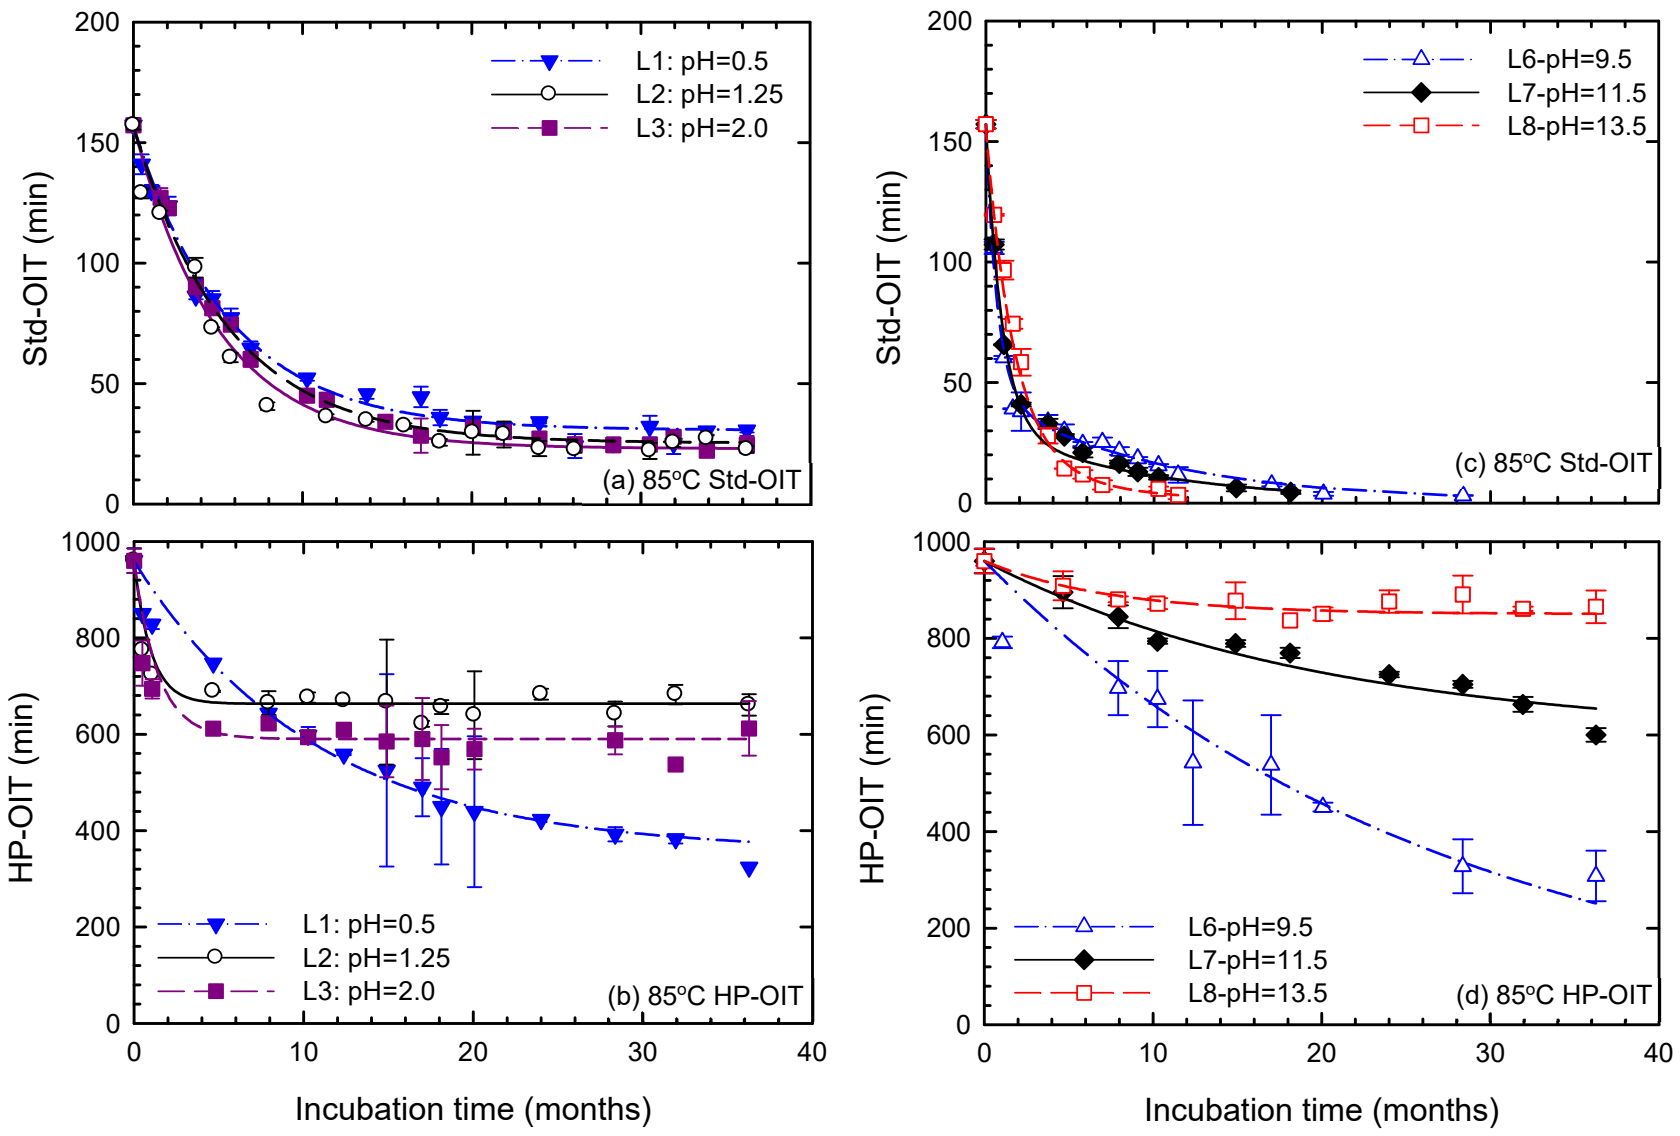 200
150
100
50
0
Std-OIT (min)
L1: pH=0.5
L2: pH=1.25
L3: pH=2.0
(a) 85ºC Std-OIT
200
150
100
50
0
Std-OIT (min)
L6-pH=9.5
L7-pH=11.5
L8-pH=13.5
(c) 85ºC Std-OIT
1000
800
600
400
200
0
HP-OIT (min)
L1: pH=0.5
L2: pH=1.25
L3: pH=2.0
(b) 85ºC HP-OIT
0 10 20 30 40
Incubation time (months)
1000
800
600
400
200
0
HP-OIT (min)
L6-pH=9.5
L7-pH=11.5
L8-pH=13.5
(d) 85ºC HP-OIT
0 10 20 30 40
Incubation time (months)